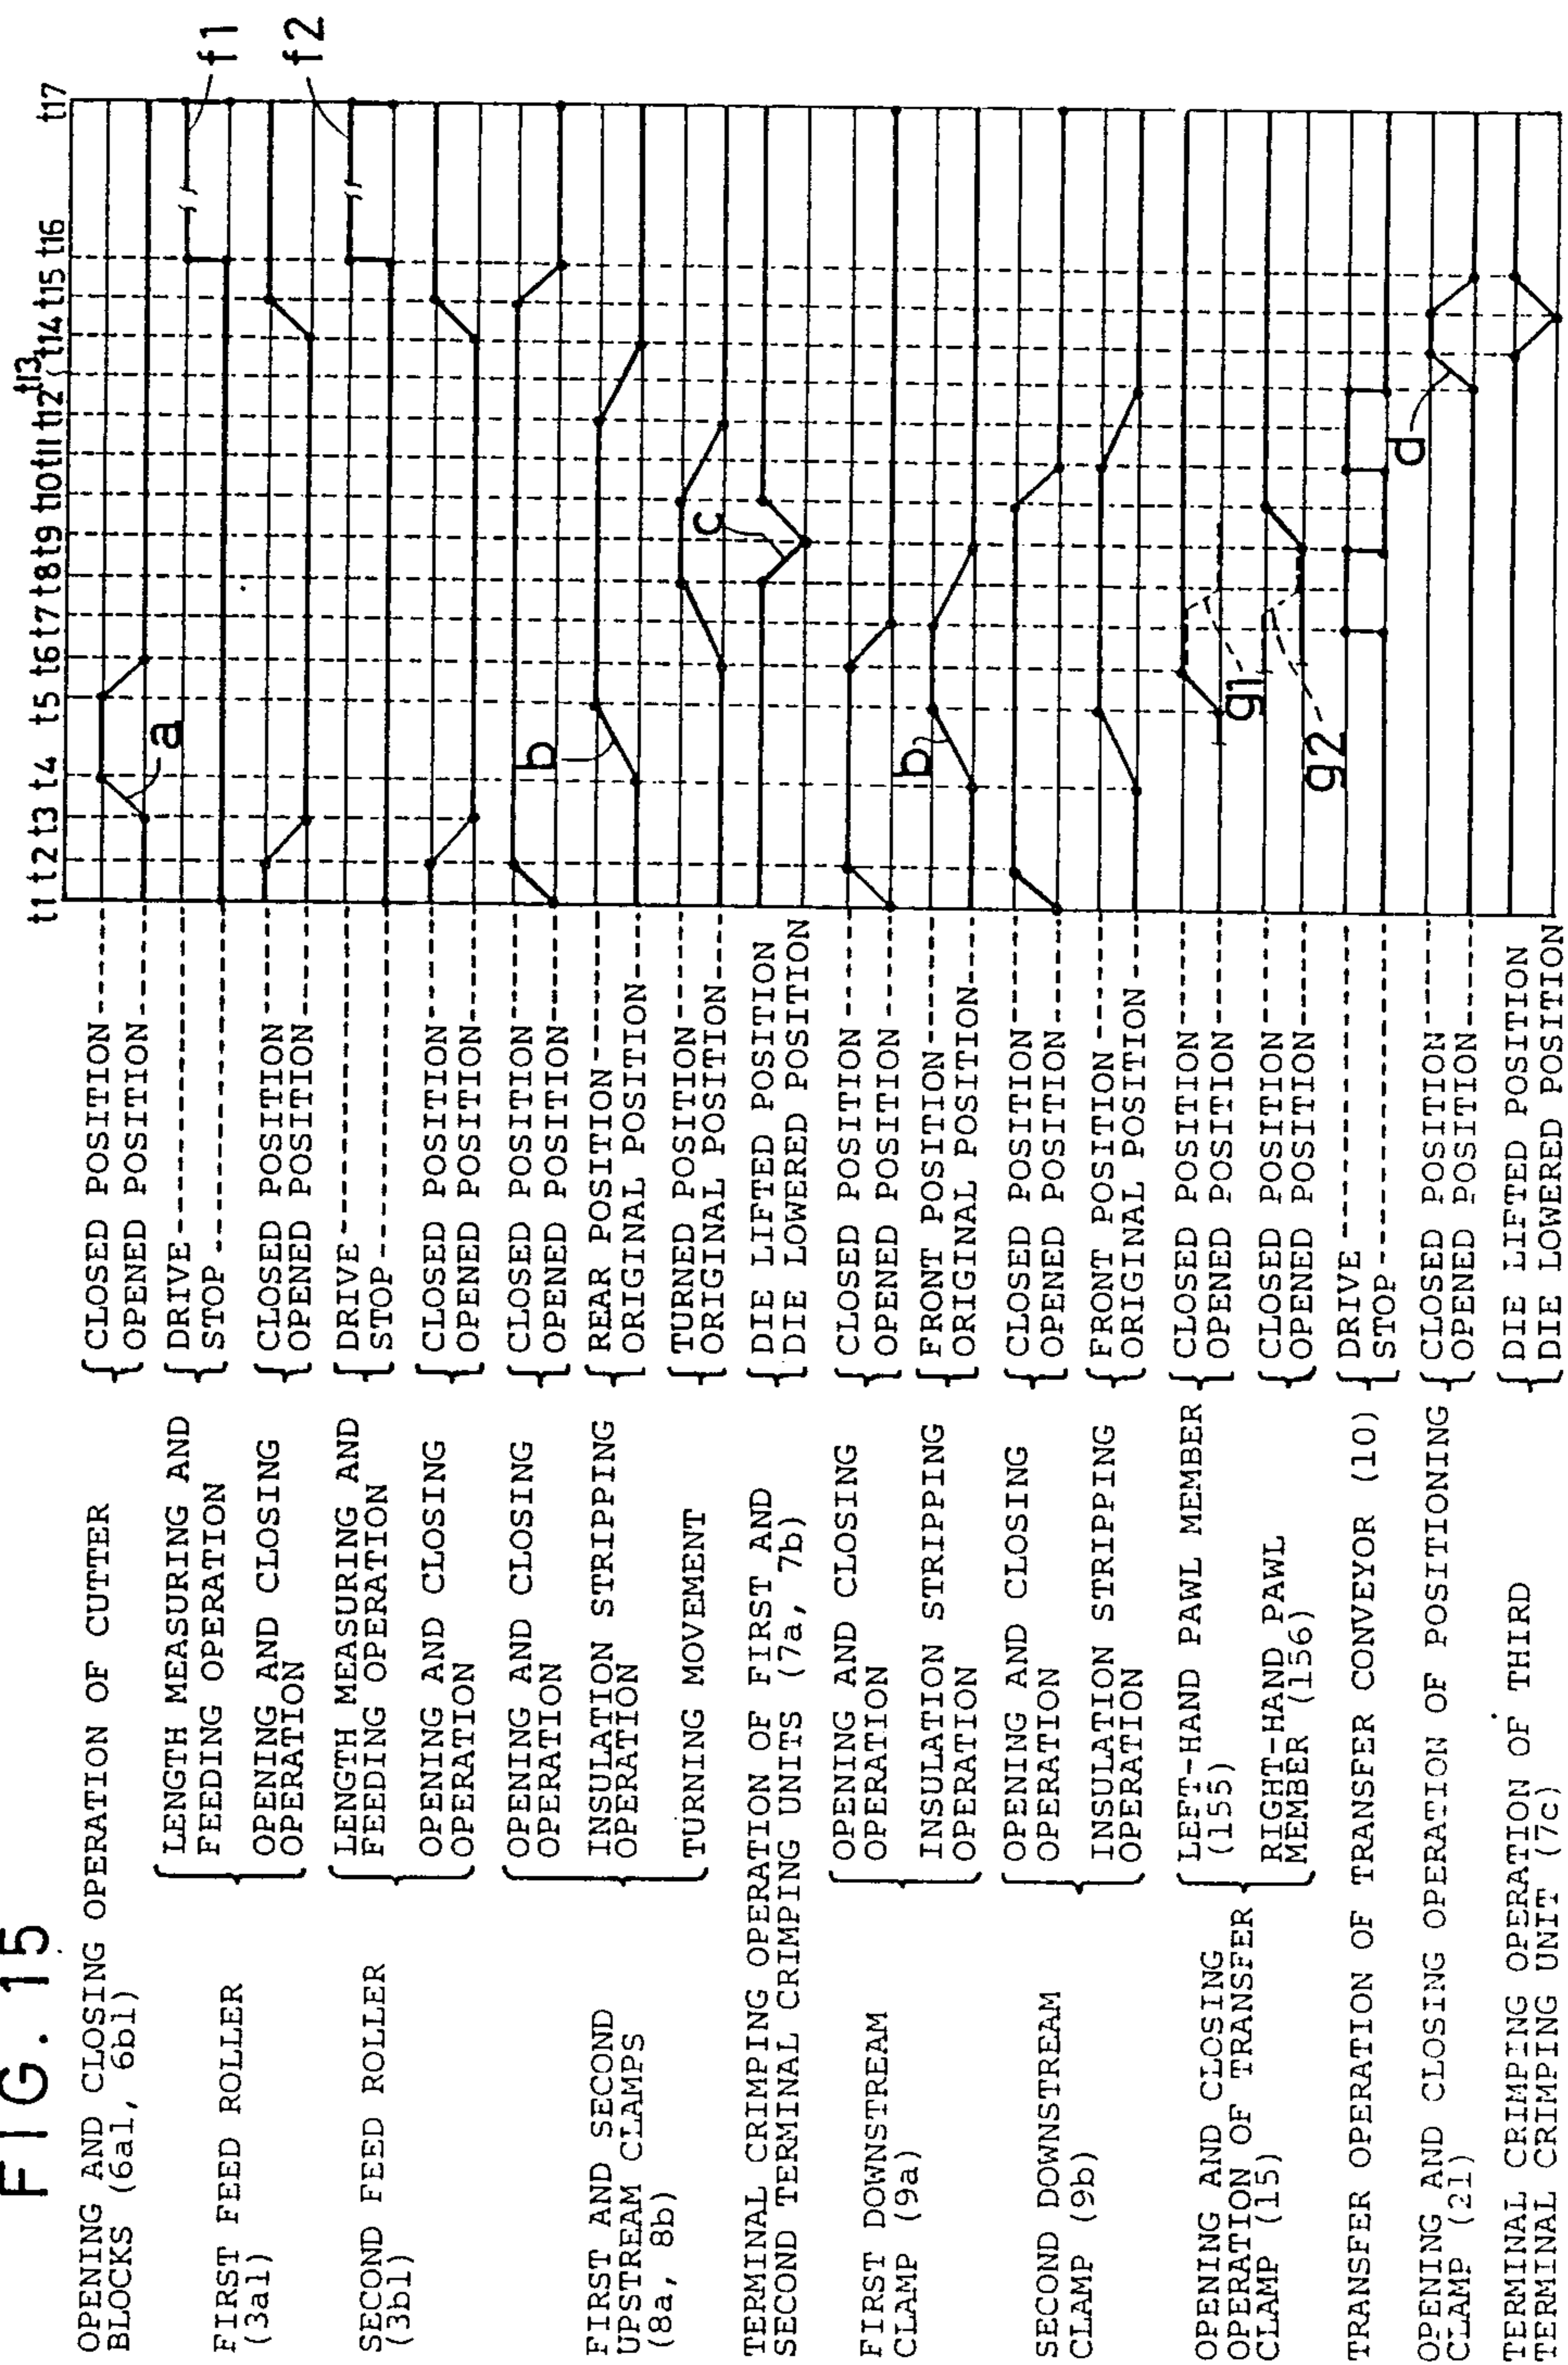 FIG. 15
t1 t2 t3 t4 t5 t6 t7 t8 t9 t10 t11 t12 t13 t14 t15 t16 t17
OPENING AND CLOSING OPERATION OF CUTTER
BLOCKS (6a1, 6b1)
CLOSED POSITION
OPENED POSITION
a
FIRST FEED ROLLER
(3a1)
LENGTH MEASURING AND
FEEDING OPERATION
DRIVE
STOP
f1
OPENING AND CLOSING
OPERATION
CLOSED POSITION
OPENED POSITION
SECOND FEED ROLLER
(3b1)
LENGTH MEASURING AND
FEEDING OPERATION
DRIVE
STOP
f2
OPENING AND CLOSING
OPERATION
CLOSED POSITION
OPENED POSITION
FIRST AND SECOND
UPSTREAM CLAMPS
(8a, 8b)
OPENING AND CLOSING
OPERATION
CLOSED POSITION
OPENED POSITION
INSULATION STRIPPING
OPERATION
REAR POSITION
ORIGINAL POSITION
b
TURNING MOVEMENT
TURNED POSITION
ORIGINAL POSITION
TERMINAL CRIMPING OPERATION OF FIRST AND
SECOND TERMINAL CRIMPING UNITS (7a, 7b)
DIE LIFTED POSITION
DIE LOWERED POSITION
c
FIRST DOWNSTREAM
CLAMP (9a)
OPENING AND CLOSING
OPERATION
CLOSED POSITION
OPENED POSITION
INSULATION STRIPPING
OPERATION
FRONT POSITION
ORIGINAL POSITION
b
SECOND DOWNSTREAM
CLAMP (9b)
OPENING AND CLOSING
OPERATION
CLOSED POSITION
OPENED POSITION
INSULATION STRIPPING
OPERATION
FRONT POSITION
ORIGINAL POSITION
OPENING AND CLOSING
OPERATION OF TRANSFER
CLAMP (15)
LEFT-HAND PAWL MEMBER
(155)
CLOSED POSITION
OPENED POSITION
g1
RIGHT-HAND PAWL
MEMBER (156)
CLOSED POSITION
OPENED POSITION
g2
TRANSFER OPERATION OF TRANSFER CONVEYOR (10)
DRIVE
STOP
OPENING AND CLOSING OPERATION OF POSITIONING
CLAMP (21)
CLOSED POSITION
OPENED POSITION
d
TERMINAL CRIMPING OPERATION OF THIRD
TERMINAL CRIMPING UNIT (7c)
DIE LIFTED POSITION
DIE LOWERED POSITION